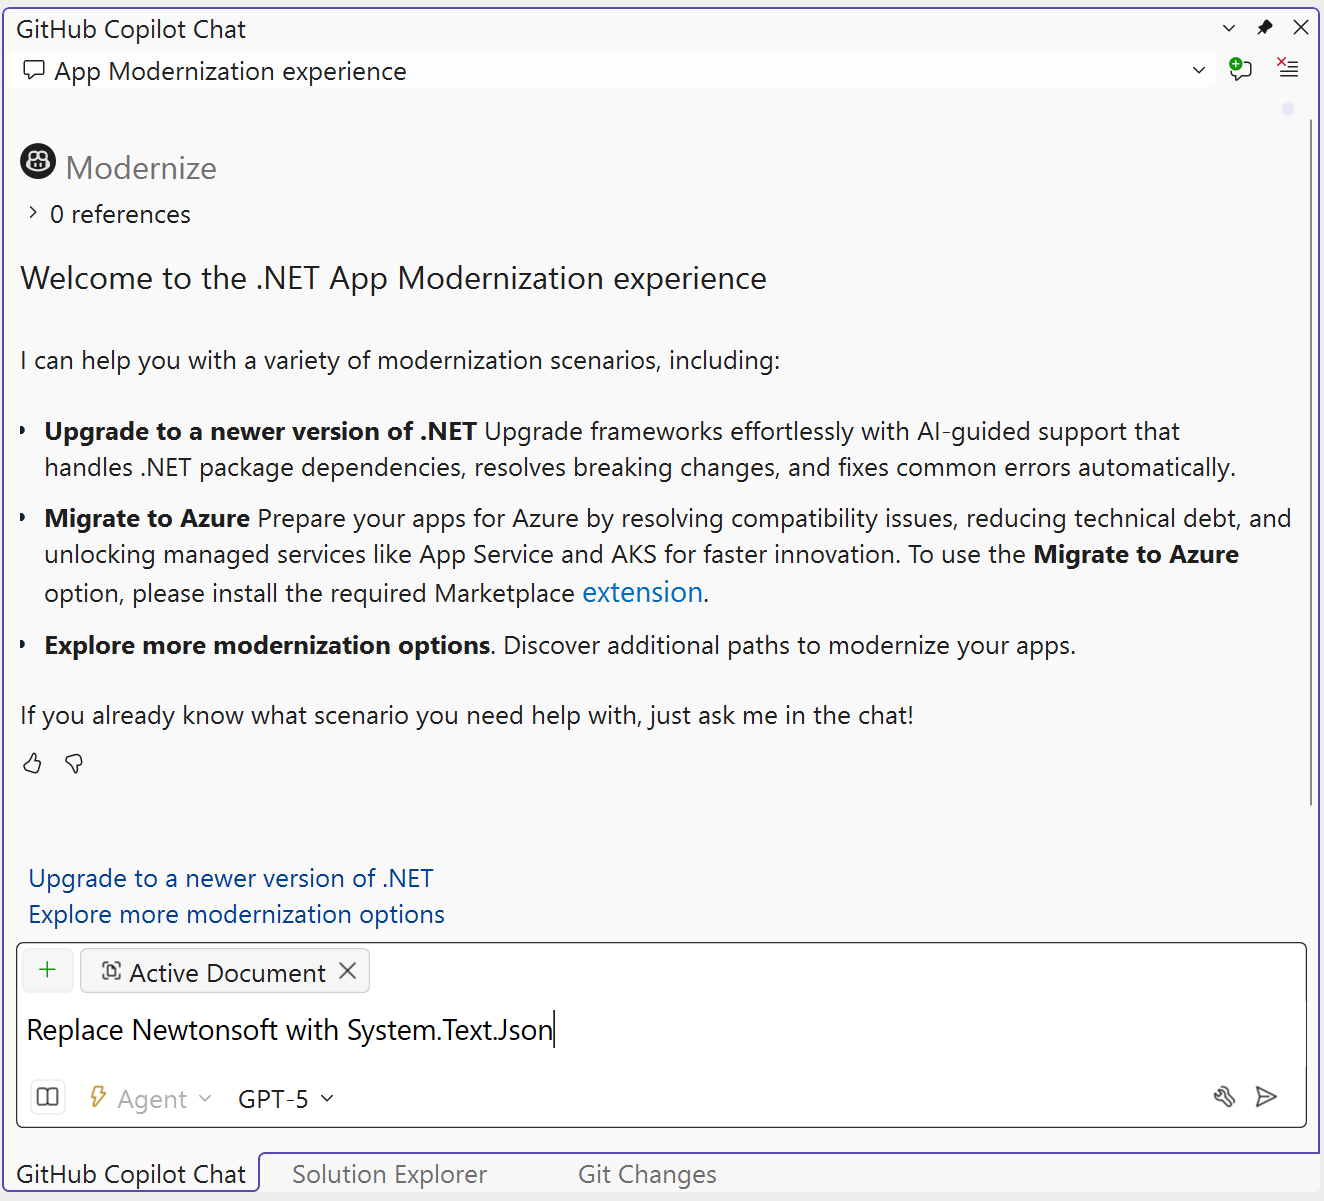 GitHub Copilot Chat
App Modernization experience
Modernize
0 references
Welcome to the .NET App Modernization experience
I can help you with a variety of modernization scenarios, including:
Upgrade to a newer version of .NET Upgrade frameworks effortlessly with AI-guided support that
handles .NET package dependencies, resolves breaking changes, and fixes common errors automatically.
Migrate to Azure Prepare your apps for Azure by resolving compatibility issues, reducing technical debt, and
unlocking managed services like App Service and AKS for faster innovation. To use the Migrate to Azure
option, please install the required Marketplace extension.
Explore more modernization options. Discover additional paths to modernize your apps.
If you already know what scenario you need help with, just ask me in the chat!
Upgrade to a newer version of .NET
Explore more modernization options
Active Document
Replace Newtonsoft with System.Text.Json
Agent GPT-5
GitHub Copilot Chat Solution Explorer Git Changes